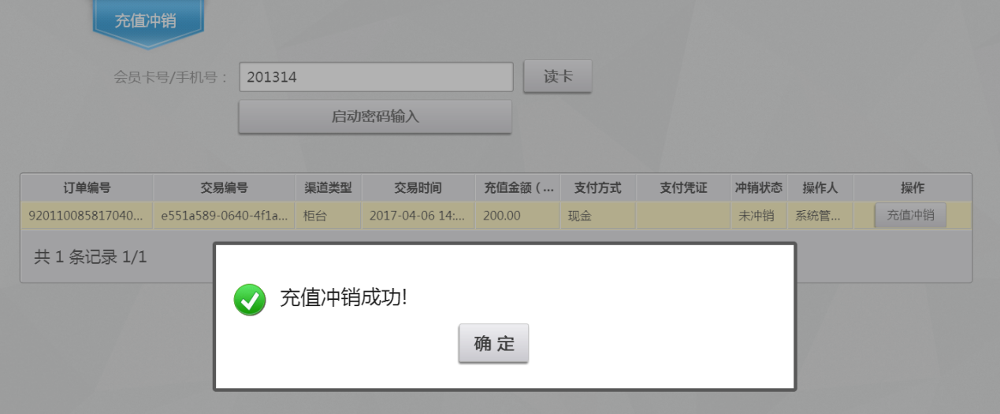 充值冲销
会员卡号/手机号： 201314 读卡
启动密码输入
订单编号 交易编号 渠道类型 交易时间 充值金额 (... 支付方式 支付凭证 冲销状态 操作人 操作
920110085817040... e551a589-0640-4f1a... 柜台 2017-04-06 14:... 200.00 现金 未冲销 系统管... 充值冲销
共 1 条记录 1/1
充值冲销成功!
确 定